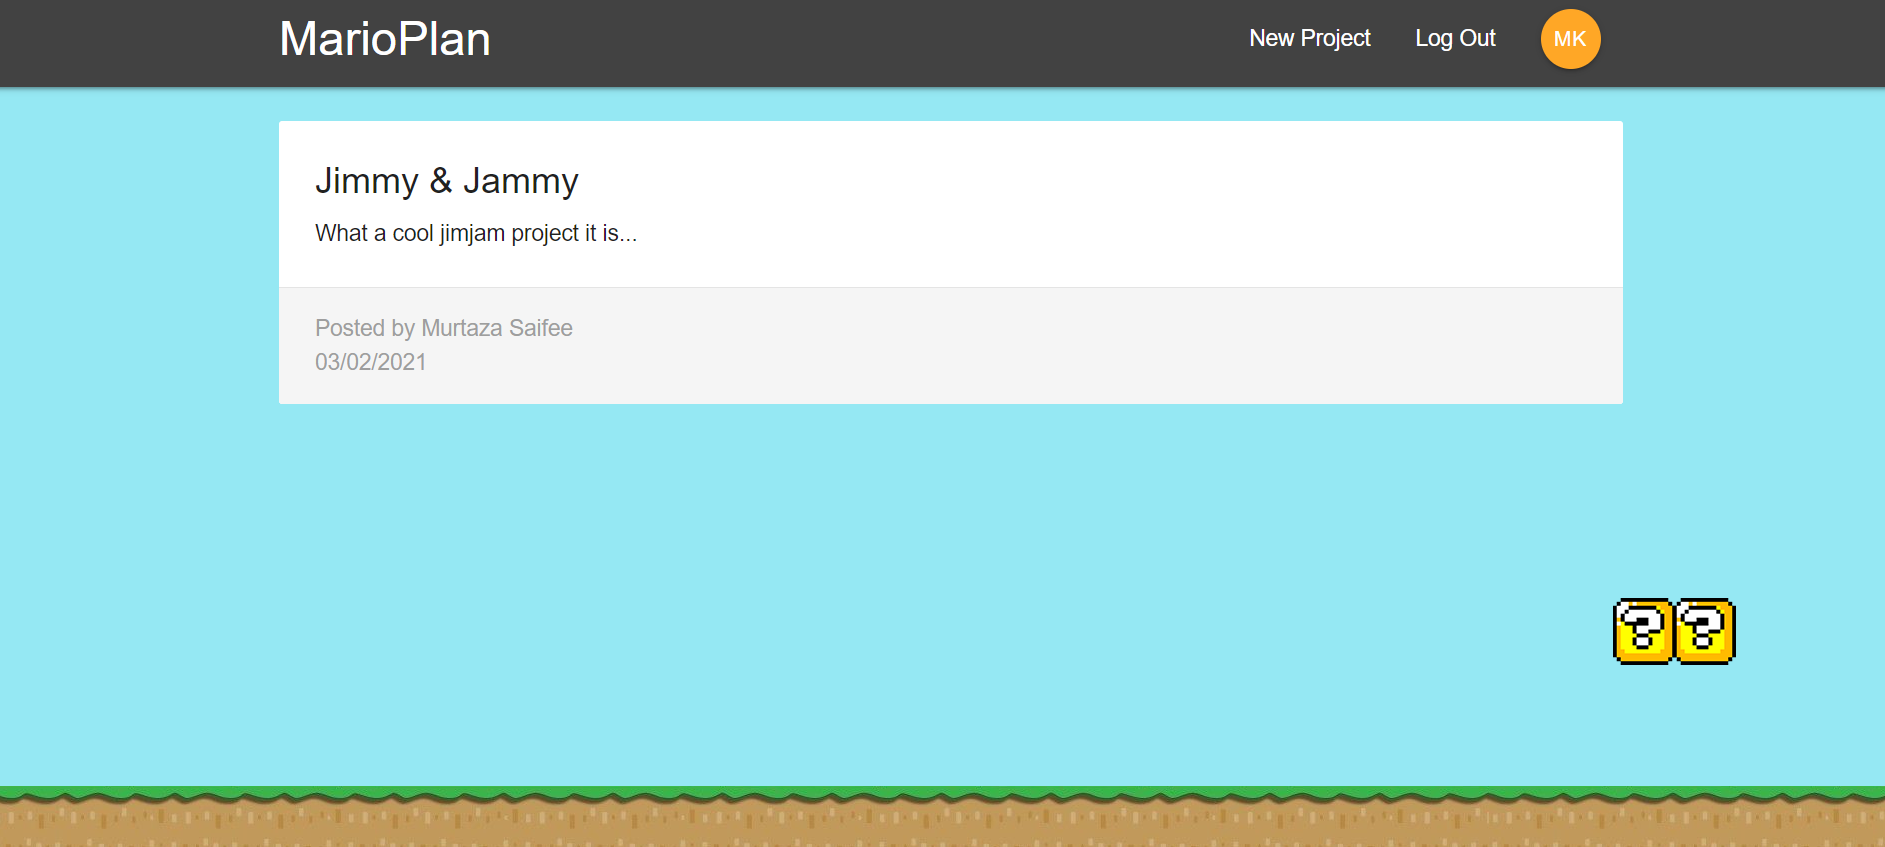 MarioPlan
New Project
Log Out
MK
Jimmy & Jammy
What a cool jimjam project it is...
Posted by Murtaza Saifee
03/02/2021
? ?